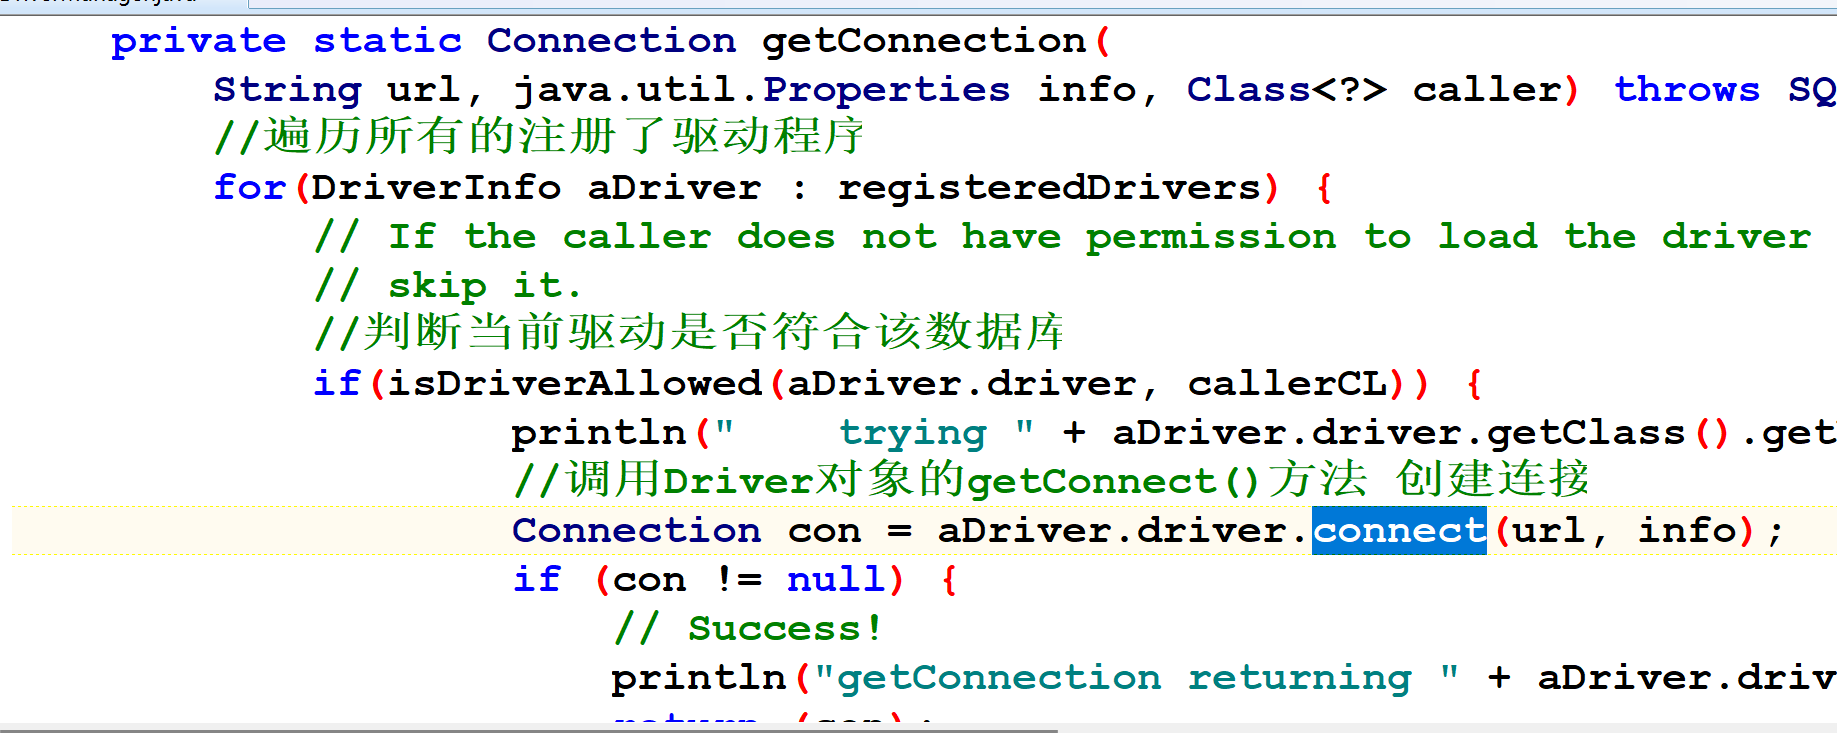 private static Connection getConnection(
String url, java.util.Properties info, Class<?> caller) throws SQ
//遍历所有的注册了驱动程序
for(DriverInfo aDriver : registeredDrivers) {
// If the caller does not have permission to load the driver
// skip it.
//判断当前驱动是否符合该数据库
if(isDriverAllowed(aDriver.driver, callerCL)) {
println("    trying " + aDriver.driver.getClass().get
//调用Driver对象的getConnect()方法 创建连接
Connection con = aDriver.driver.connect(url, info);
if (con != null) {
// Success!
println("getConnection returning " + aDriver.driv
return (con);